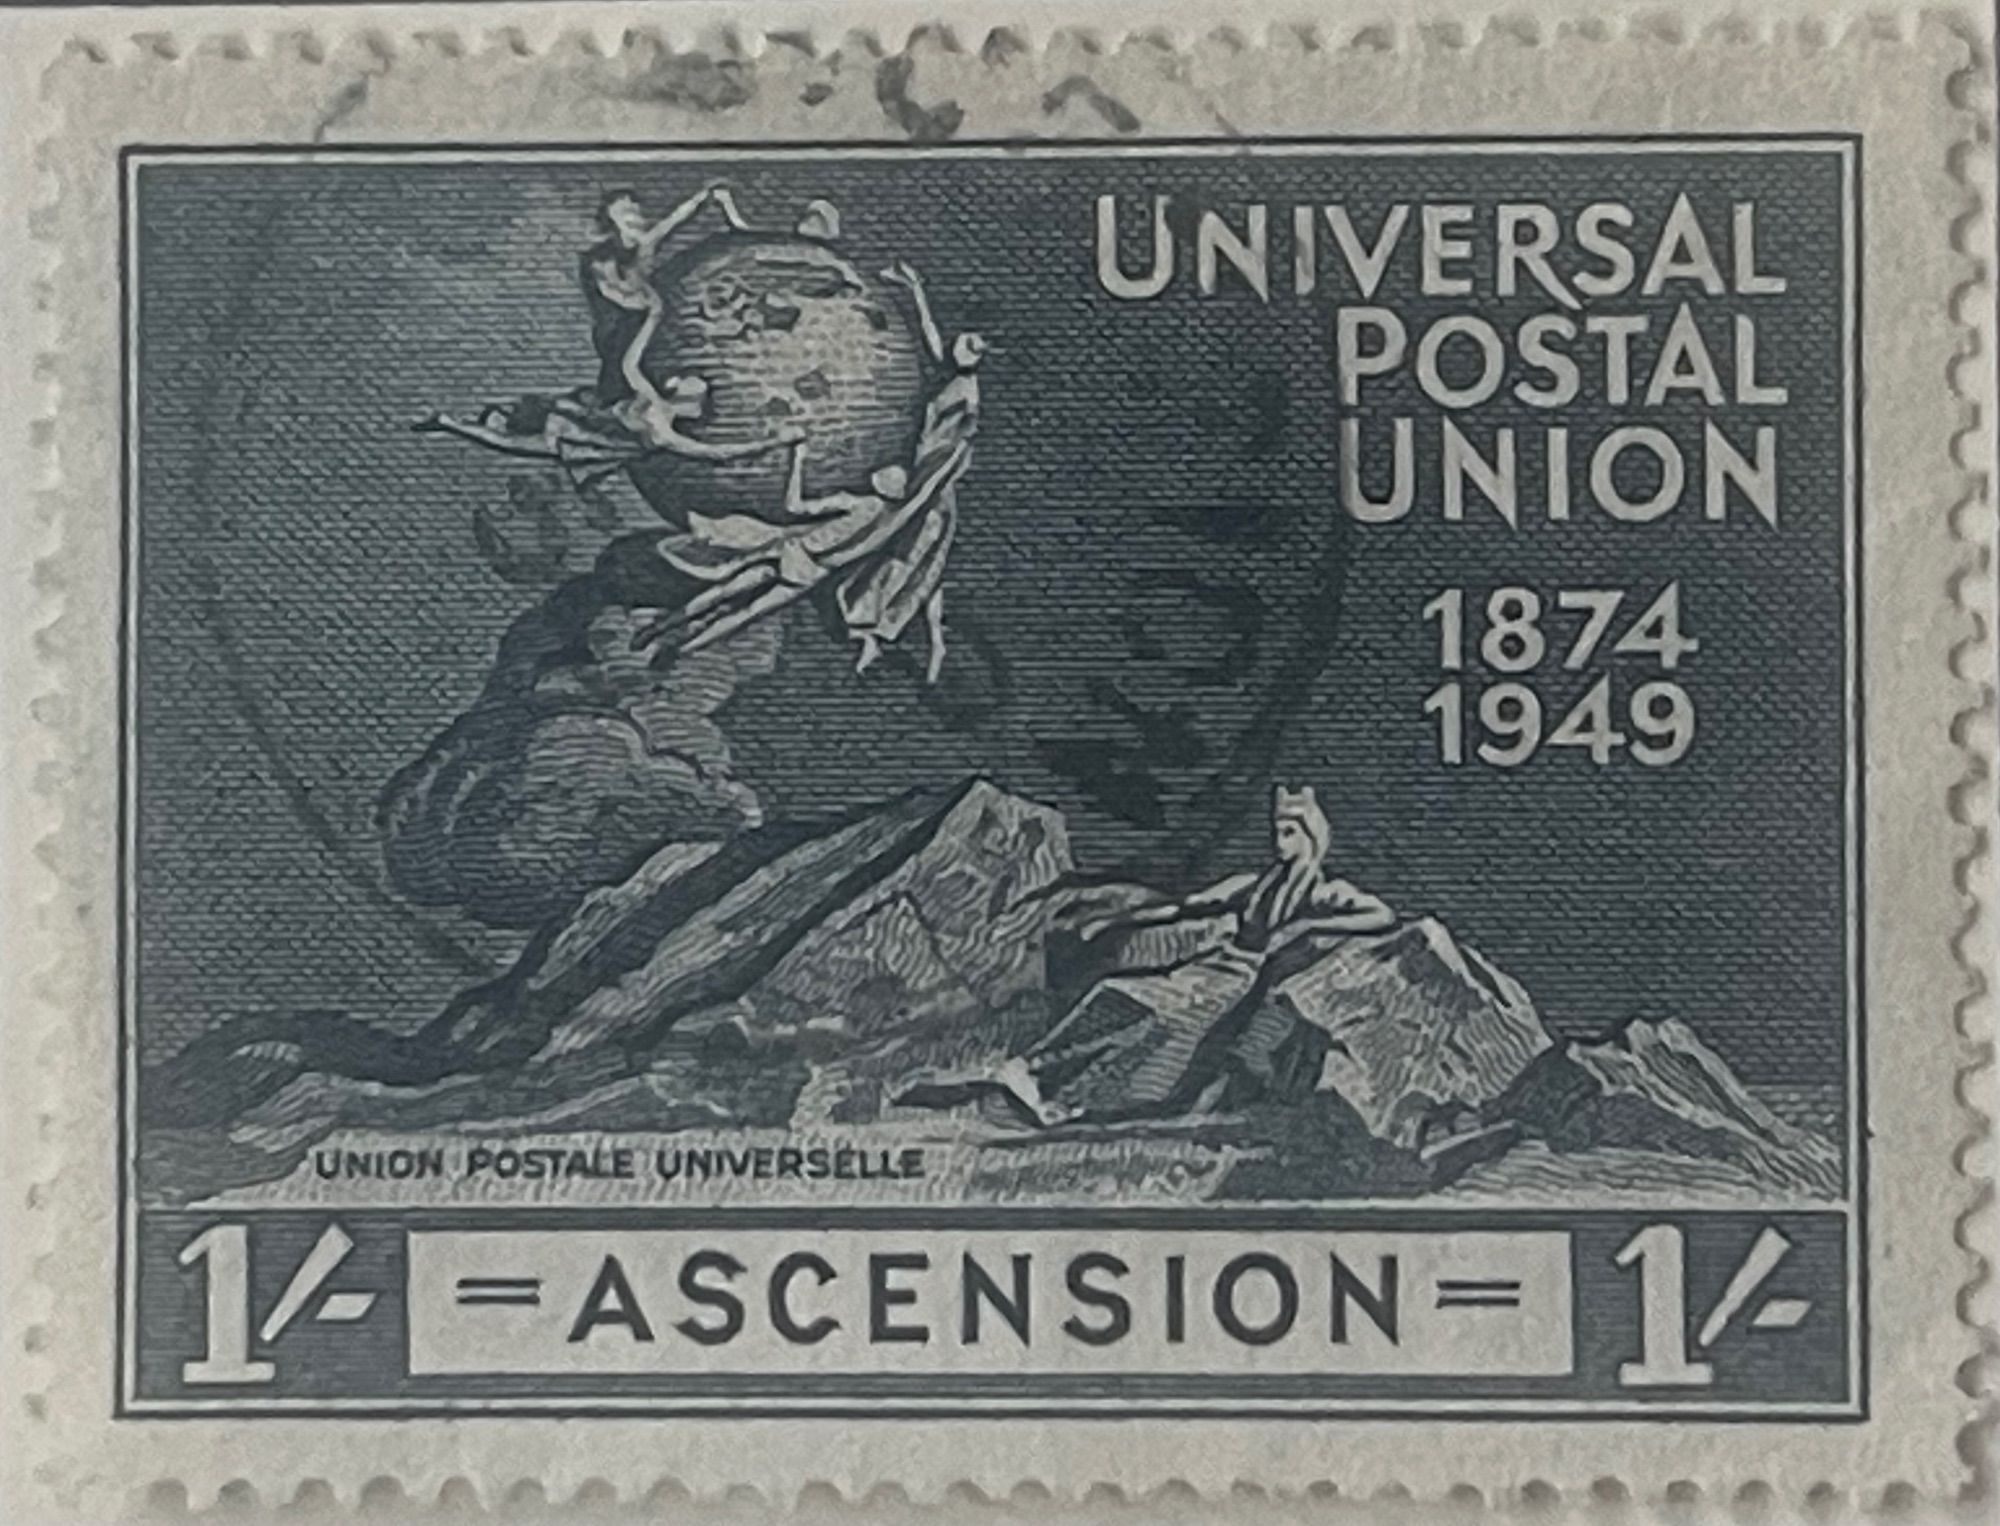 UNIVERSAL
POSTAL
UNION
1874
1949
UNION POSTALE UNIVERSELLE
1/- =ASCENSION= 1/-